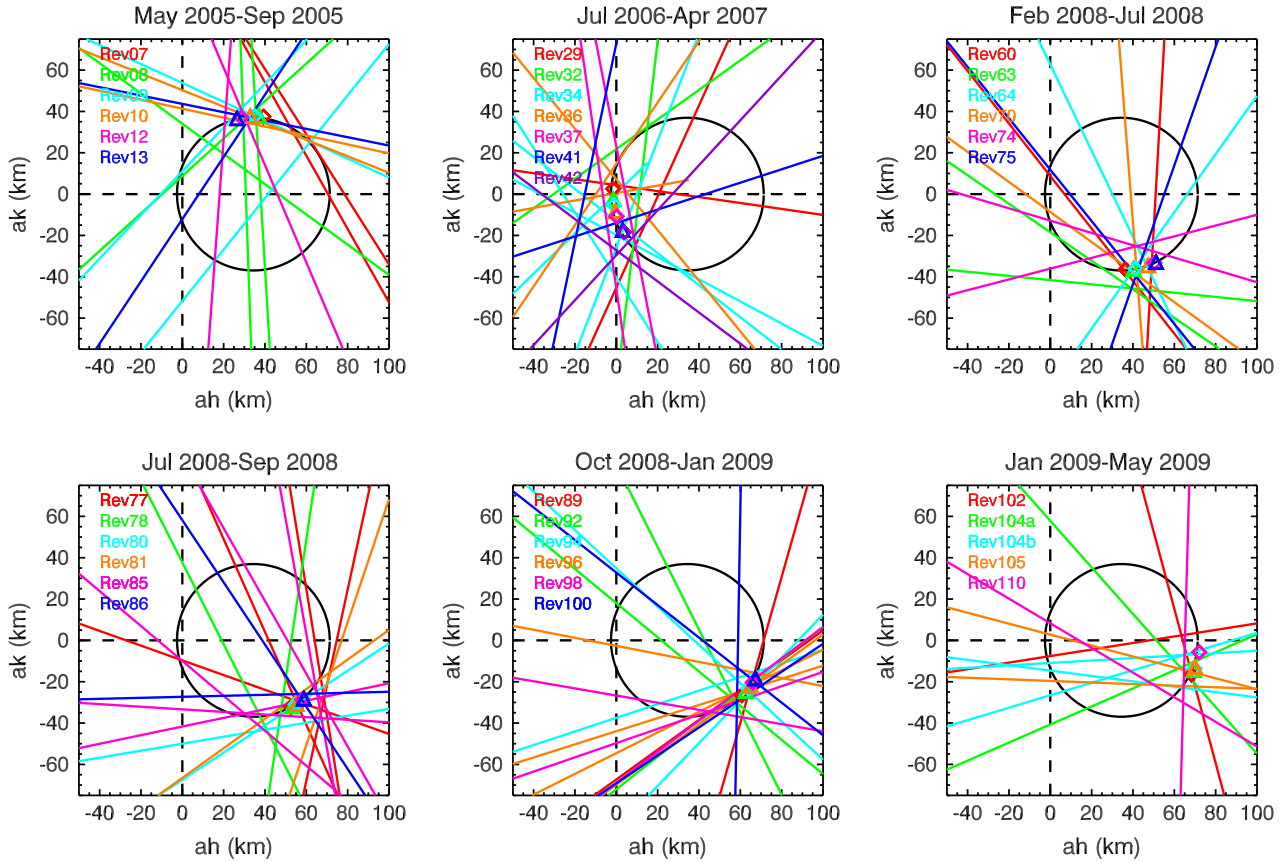 May 2005-Sep 2005
Rev07
Rev08
Rev09
Rev10
Rev12
Rev13
60
40
20
0
-20
-40
-60
ak (km)
-40 -20 0 20 40 60 80 100
ah (km)
Jul 2006-Apr 2007
Rev29
Rev32
Rev34
Rev36
Rev37
Rev41
Rev42
60
40
20
0
-20
-40
-60
ak (km)
-40 -20 0 20 40 60 80 100
ah (km)
Feb 2008-Jul 2008
Rev60
Rev63
Rev64
Rev70
Rev74
Rev75
60
40
20
0
-20
-40
-60
ak (km)
-40 -20 0 20 40 60 80 100
ah (km)
Jul 2008-Sep 2008
Rev77
Rev78
Rev80
Rev81
Rev85
Rev86
60
40
20
0
-20
-40
-60
ak (km)
-40 -20 0 20 40 60 80 100
ah (km)
Oct 2008-Jan 2009
Rev89
Rev92
Rev94
Rev96
Rev98
Rev100
60
40
20
0
-20
-40
-60
ak (km)
-40 -20 0 20 40 60 80 100
ah (km)
Jan 2009-May 2009
Rev102
Rev104a
Rev104b
Rev105
Rev110
60
40
20
0
-20
-40
-60
ak (km)
-40 -20 0 20 40 60 80 100
ah (km)